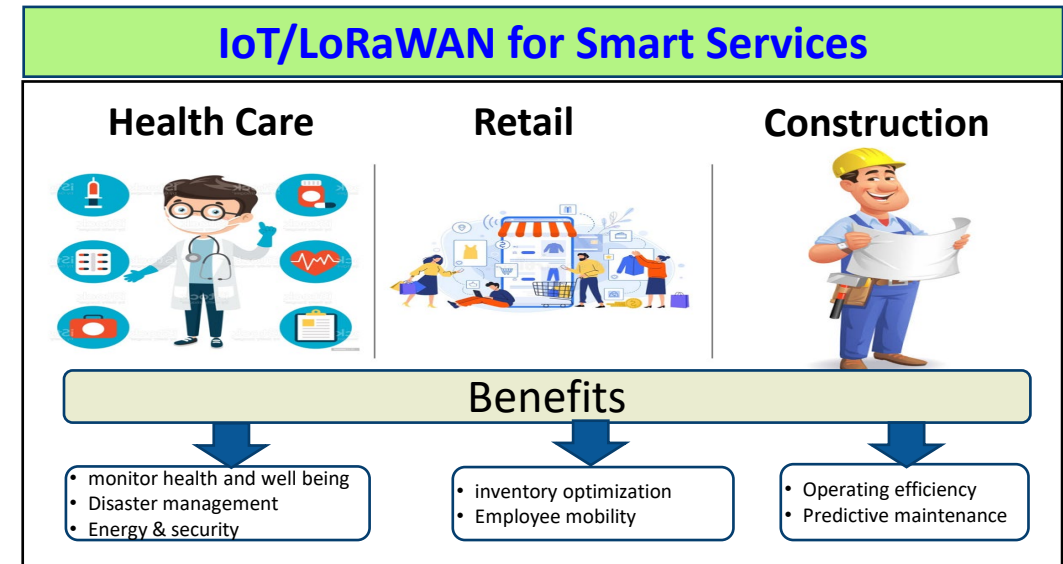 IoT/LoRaWAN for Smart Services
Health Care
Retail
Construction
Benefits
• monitor health and well being
• Disaster management
• Energy & security
• inventory optimization
• Employee mobility
• Operating efficiency
• Predictive maintenance